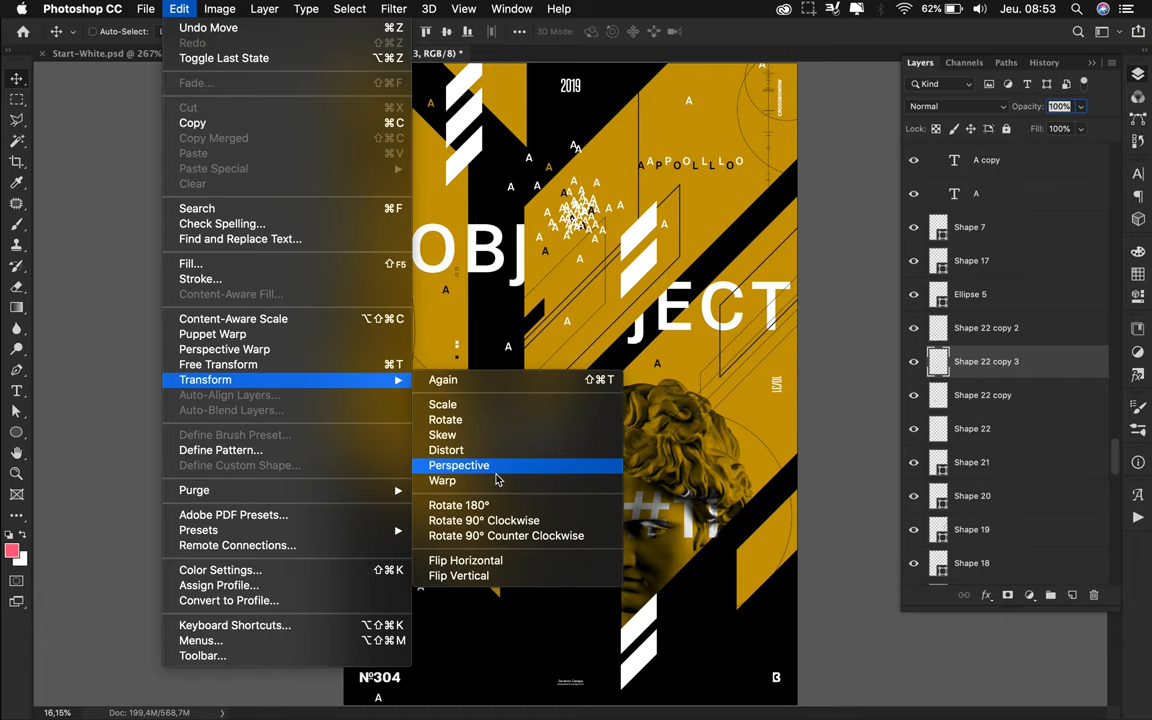 Photoshop CC File Edit Image Layer Type Select Filter 3D View Window Help 62% Jeu. 08:53
Auto-Select: 3D Mode:
Start-White.psd @ 267% , RGB/8) *
Undo Move ⌘Z
Redo ⇧⌘Z
Toggle Last State ⌥⌘Z
Fade... ⇧⌘F
Cut ⌘X
Copy ⌘C
Copy Merged ⇧⌘C
Paste ⌘V
Paste Special
Clear
Search ⌘F
Check Spelling...
Find and Replace Text...
Fill... ⇧F5
Stroke...
Content-Aware Fill...
Content-Aware Scale ⌥⇧⌘C
Puppet Warp
Perspective Warp
Free Transform ⌘T
Transform
Auto-Align Layers...
Auto-Blend Layers...
Define Brush Preset...
Define Pattern...
Define Custom Shape...
Purge
Adobe PDF Presets...
Presets
Remote Connections...
Color Settings... ⇧⌘K
Assign Profile...
Convert to Profile...
Keyboard Shortcuts... ⌥⇧⌘K
Menus... ⌥⇧⌘M
Toolbar...
Again ⇧⌘T
Scale
Rotate
Skew
Distort
Perspective
Warp
Rotate 180°
Rotate 90° Clockwise
Rotate 90° Counter Clockwise
Flip Horizontal
Flip Vertical
2019
APPOLLLOO
OBJ
JECT
10/31
Nº304
Layers Channels Paths History
Kind
Normal Opacity: 100%
Lock: Fill: 100%
A copy
A
Shape 7
Shape 17
Ellipse 5
Shape 22 copy 2
Shape 22 copy 3
Shape 22 copy
Shape 22
Shape 21
Shape 20
Shape 19
Shape 18
16,15% Doc: 199,4M/568,7M